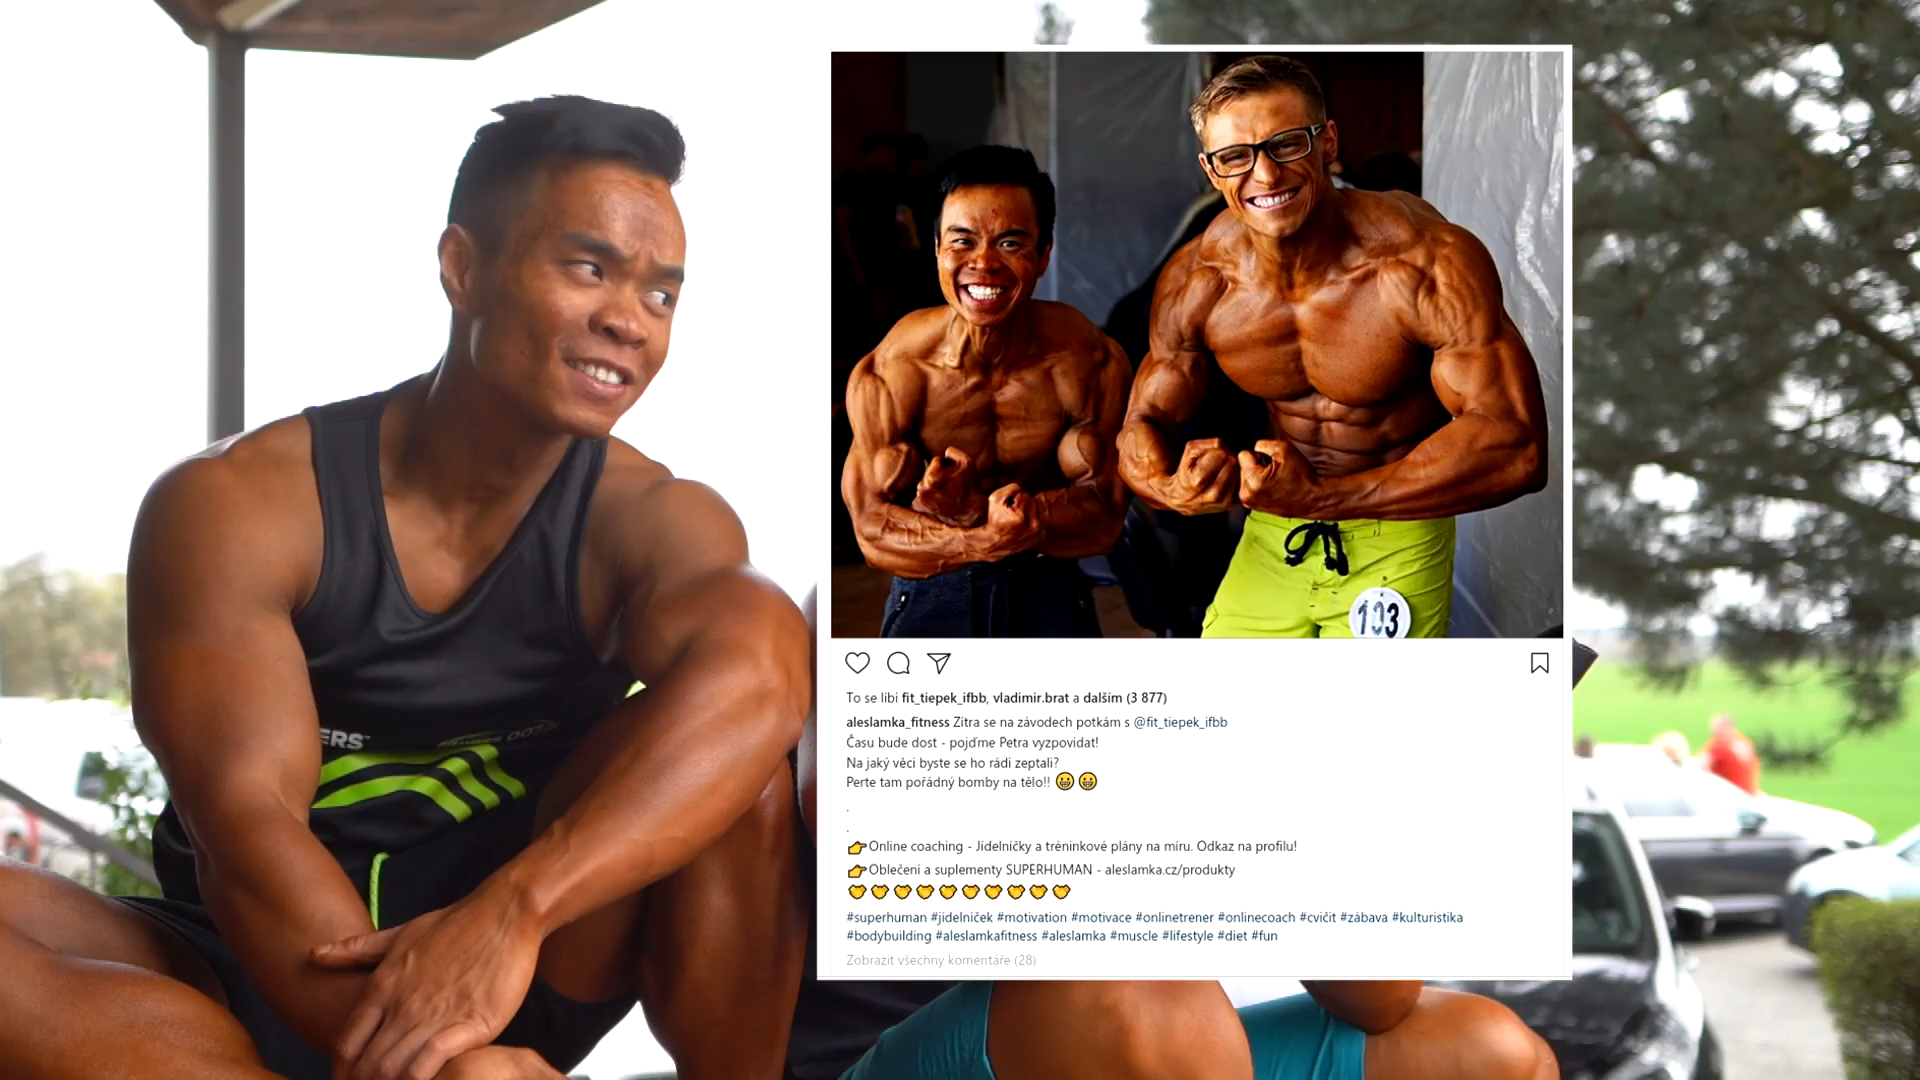 103
To se líbí fit_tiepek_ifbb, vladimir.brat a dalším (3 877)
aleslamka_fitness Zítra se na závodech potkám s @fit_tiepek_ifbb
Času bude dost - pojďme Petra vyzpovídat!
Na jaký věci byste se ho rádi zeptali?
Perte tam pořádný bomby na tělo!! 😀 😀
.
.
👉Online coaching - Jídelníčky a tréninkové plány na míru. Odkaz na profilu!
👉Oblečení a suplementy SUPERHUMAN - aleslamka.cz/produkty
#superhuman #jídelníček #motivation #motivace #onlinetrener #onlinecoach #cvičit #zábava #kulturistika
#bodybuilding #aleslamkafitness #aleslamka #muscle #lifestyle #diet #fun
Zobrazit všechny komentáře (28)
ERS